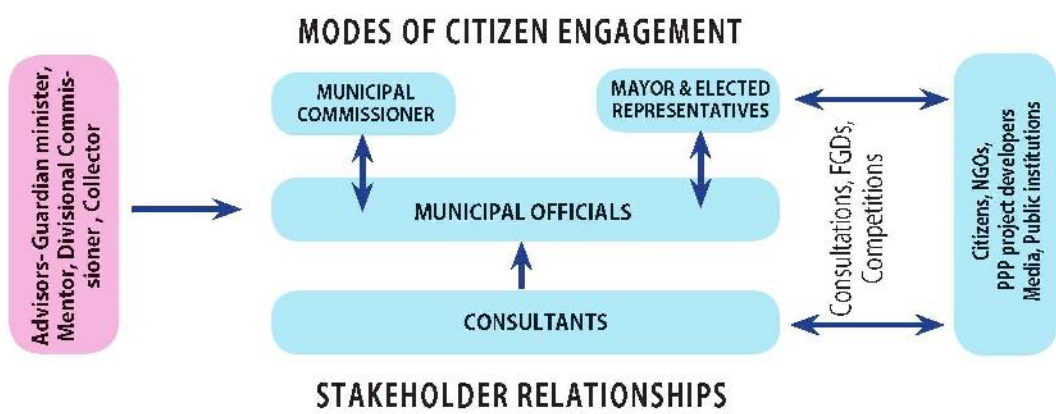 MODES OF CITIZEN ENGAGEMENT
Advisors- Guardian minister,
Mentor, Divisional Commis-
sioner , Collector
MUNICIPAL
COMMISSIONER
MAYOR & ELECTED
REPRESENTATIVES
MUNICIPAL OFFICIALS
CONSULTANTS
Consultations, FGDs,
Competitions
Citizens, NGOs,
PPP project developers
Media, Public institutions
STAKEHOLDER RELATIONSHIPS